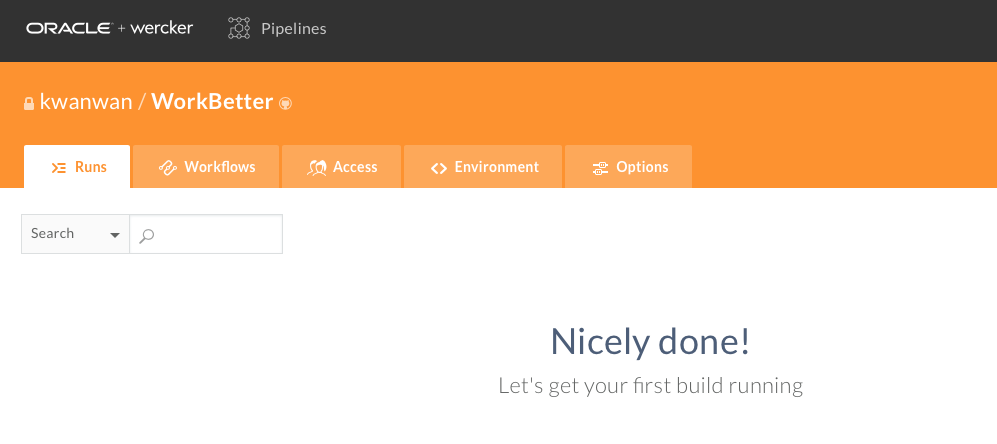 ORACLE + wercker Pipelines
kwanwan / WorkBetter
Runs Workflows Access Environment Options
Search
Nicely done!
Let's get your first build running